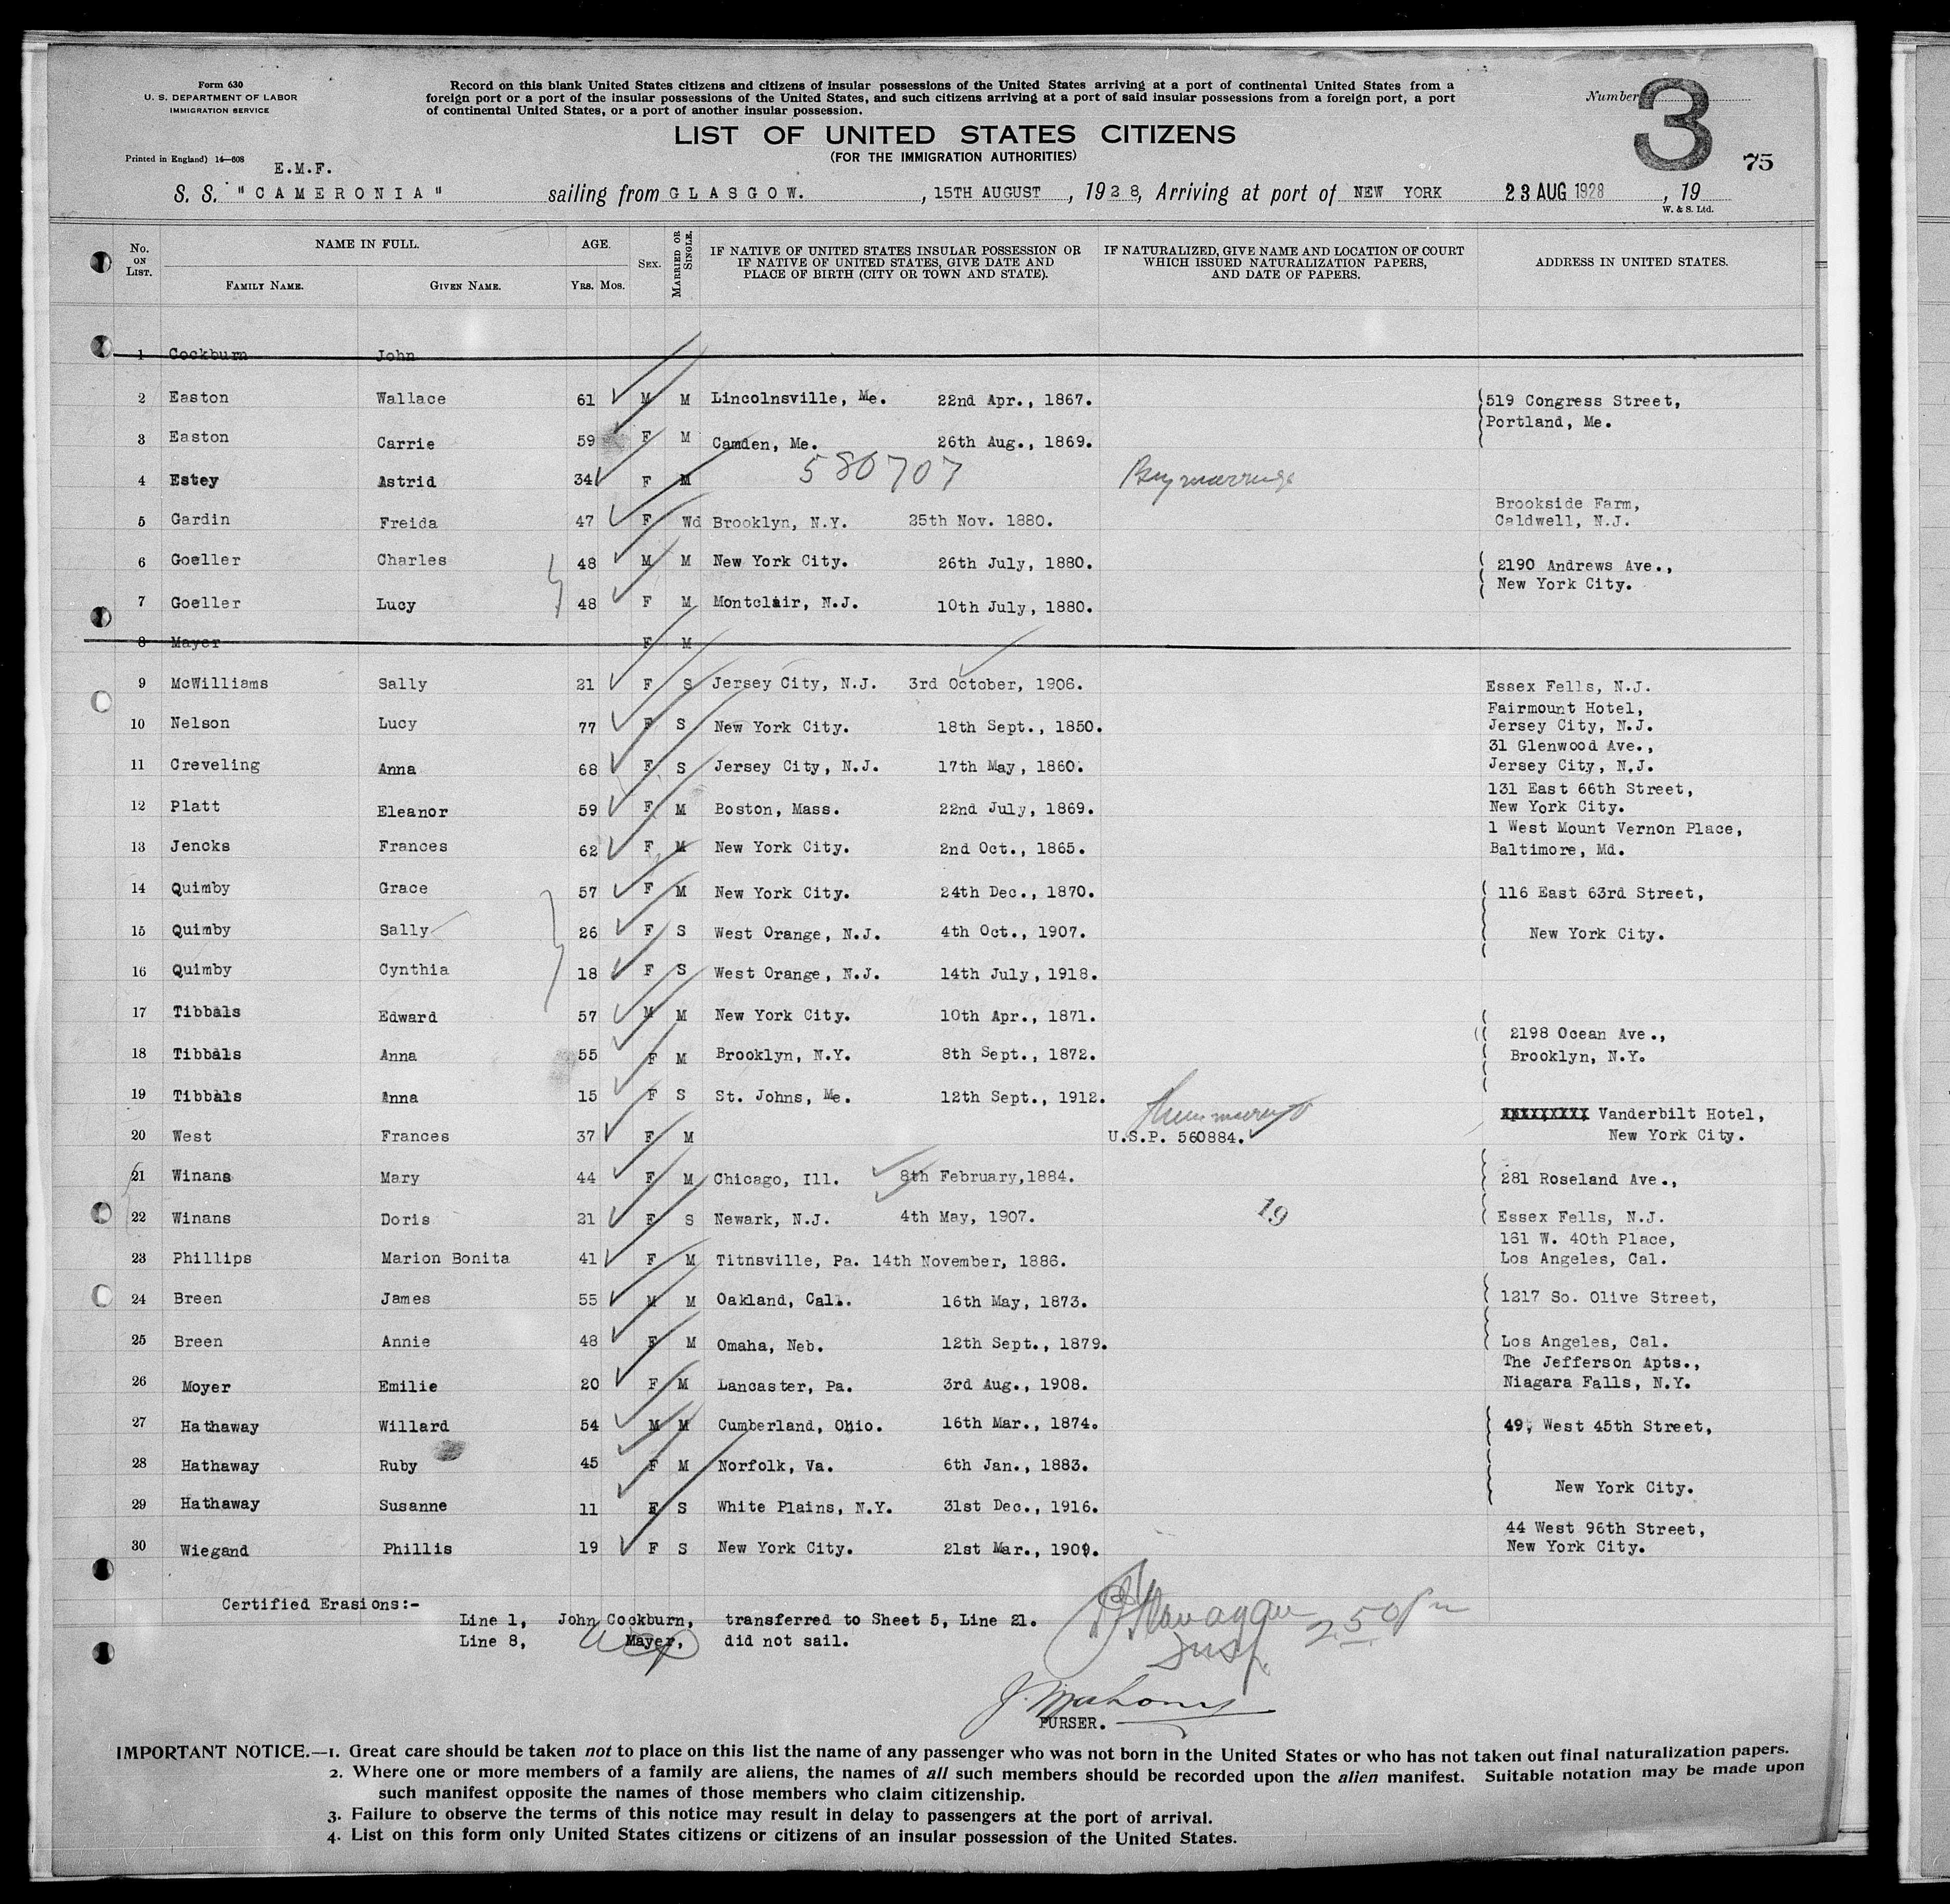 Form 630
U. S. DEPARTMENT OF LABOR
IMMIGRATION SERVICE
Record on this blank United States citizens and citizens of insular possessions of the United States arriving at a port of continental United States from a
foreign port or a port of the insular possessions of the United States, and such citizens arriving at a port of said insular possessions from a foreign port, a port
of continental United States, or a port of another insular possession.
Number 3
LIST OF UNITED STATES CITIZENS
(FOR THE IMMIGRATION AUTHORITIES)
Printed in England) 14—608
75
E.M.F.
S. S. "CAMERONIA" sailing from GLASGOW. , 15TH AUGUST , 1928, Arriving at port of NEW YORK 23 AUG 1928 , 19
W. & S. Ltd.
No. ON LIST. NAME IN FULL. AGE. SEX. MARRIED OR SINGLE. IF NATIVE OF UNITED STATES INSULAR POSSESSION OR IF NATIVE OF UNITED STATES, GIVE DATE AND PLACE OF BIRTH (CITY OR TOWN AND STATE). IF NATURALIZED, GIVE NAME AND LOCATION OF COURT WHICH ISSUED NATURALIZATION PAPERS, AND DATE OF PAPERS. ADDRESS IN UNITED STATES.
FAMILY NAME. GIVEN NAME. YRS. MOS.
1 Cockburn John
2 Easton Wallace 61 M M Lincolnsville, Me. 22nd Apr., 1867. 519 Congress Street,
Portland, Me.
3 Easton Carrie 59 F M Camden, Me. 26th Aug., 1869.
4 Estey Astrid 34 F M 580707 By marriage
Brookside Farm,
5 Gardin Freida 47 F Wd Brooklyn, N.Y. 25th Nov. 1880. Caldwell, N.J.
6 Goeller Charles 48 M M New York City. 26th July, 1880. 2190 Andrews Ave.,
New York City.
7 Goeller Lucy 48 F M Montclair, N.J. 10th July, 1880.
8 Mayer F M
9 McWilliams Sally 21 F S Jersey City, N.J. 3rd October, 1906. Essex Fells, N.J.
Fairmount Hotel,
10 Nelson Lucy 77 F S New York City. 18th Sept., 1850. Jersey City, N.J.
31 Glenwood Ave.,
11 Creveling Anna 68 F S Jersey City, N.J. 17th May, 1860. Jersey City, N.J.
131 East 66th Street,
12 Platt Eleanor 59 F M Boston, Mass. 22nd July, 1869. New York City.
1 West Mount Vernon Place,
13 Jencks Frances 62 F M New York City. 2nd Oct., 1865. Baltimore, Md.
14 Quimby Grace 57 F M New York City. 24th Dec., 1870. 116 East 63rd Street,
15 Quimby Sally 26 F S West Orange, N.J. 4th Oct., 1907. New York City.
16 Quimby Cynthia 18 F S West Orange, N.J. 14th July, 1918.
17 Tibbals Edward 57 M M New York City. 10th Apr., 1871.
2198 Ocean Ave.,
18 Tibbals Anna 55 F M Brooklyn, N.Y. 8th Sept., 1872. Brooklyn, N.Y.
19 Tibbals Anna 15 F S St. Johns, Me. 12th Sept., 1912.
Vanderbilt Hotel,
20 West Frances 37 F M U.S.P. 560884. New York City.
21 Winans Mary 44 F M Chicago, Ill. 8th February, 1884. 281 Roseland Ave.,
22 Winans Doris 21 F S Newark, N.J. 4th May, 1907. 19 Essex Fells, N.J.
161 W. 40th Place,
23 Phillips Marion Bonita 41 F M Titnsville, Pa. 14th November, 1886. Los Angeles, Cal.
24 Breen James 55 M M Oakland, Cal. 16th May, 1873. 1217 So. Olive Street,
25 Breen Annie 48 F M Omaha, Neb. 12th Sept., 1879. Los Angeles, Cal.
The Jefferson Apts.,
26 Moyer Emilie 20 F M Lancaster, Pa. 3rd Aug., 1908. Niagara Falls, N.Y.
27 Hathaway Willard 54 M M Cumberland, Ohio. 16th Mar., 1874. 49, West 45th Street,
28 Hathaway Ruby 45 F M Norfolk, Va. 6th Jan., 1883.
New York City.
29 Hathaway Susanne 11 F S White Plains, N.Y. 31st Dec., 1916.
44 West 96th Street,
30 Wiegand Phillis 19 F S New York City. 21st Mar., 1909. New York City.
Certified Erasions:-
Line 1, John Cockburn, transferred to Sheet 5, Line 21.
Line 8, Mayer, did not sail.
Flanagan 2 50 pm
Insp.
J. Mahony
PURSER.
IMPORTANT NOTICE.—1. Great care should be taken not to place on this list the name of any passenger who was not born in the United States or who has not taken out final naturalization papers.
2. Where one or more members of a family are aliens, the names of all such members should be recorded upon the alien manifest. Suitable notation may be made upon
such manifest opposite the names of those members who claim citizenship.
3. Failure to observe the terms of this notice may result in delay to passengers at the port of arrival.
4. List on this form only United States citizens or citizens of an insular possession of the United States.